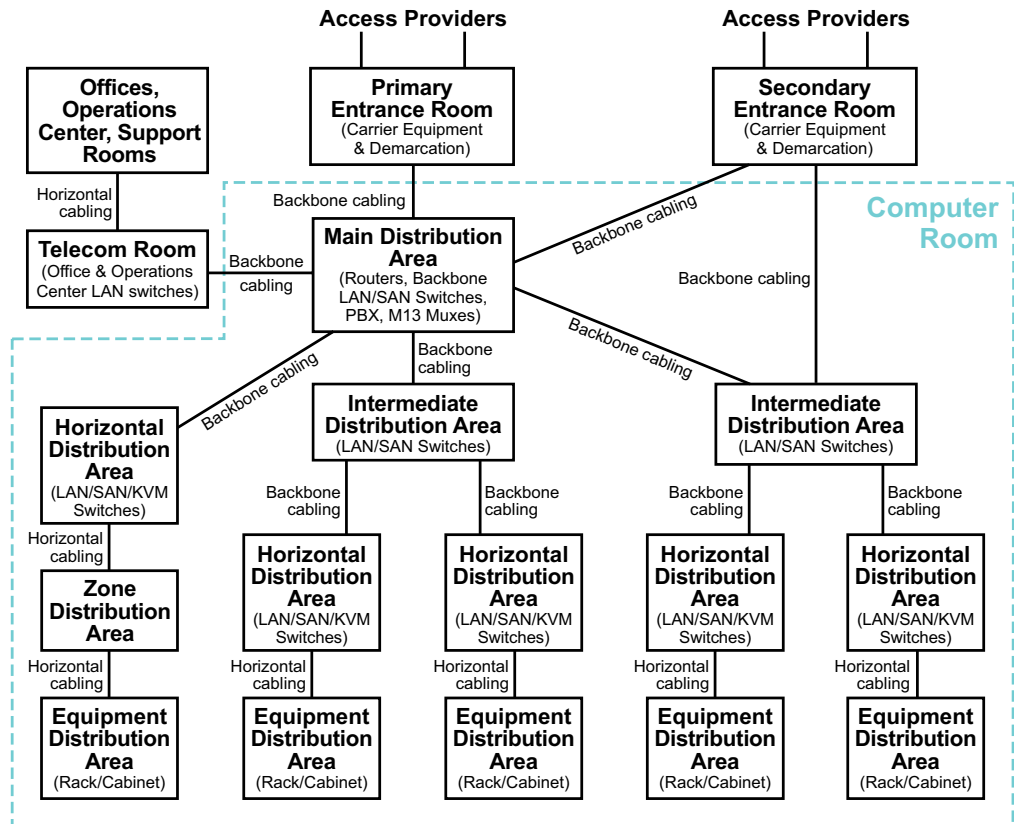 Access Providers
Access Providers
Offices,
Operations
Center, Support
Rooms
Primary
Entrance Room
(Carrier Equipment
& Demarcation)
Secondary
Entrance Room
(Carrier Equipment
& Demarcation)
Horizontal
cabling
Backbone cabling
Backbone cabling
Computer
Room
Telecom Room
(Office & Operations
Center LAN switches)
Backbone
cabling
Main Distribution
Area
(Routers, Backbone
LAN/SAN Switches,
PBX, M13 Muxes)
Backbone cabling
Backbone cabling
Backbone cabling
Backbone
cabling
Horizontal
Distribution
Area
(LAN/SAN/KVM
Switches)
Intermediate
Distribution Area
(LAN/SAN Switches)
Intermediate
Distribution Area
(LAN/SAN Switches)
Horizontal
cabling
Backbone
cabling
Backbone
cabling
Backbone
cabling
Backbone
cabling
Zone
Distribution
Area
Horizontal
Distribution
Area
(LAN/SAN/KVM
Switches)
Horizontal
Distribution
Area
(LAN/SAN/KVM
Switches)
Horizontal
Distribution
Area
(LAN/SAN/KVM
Switches)
Horizontal
Distribution
Area
(LAN/SAN/KVM
Switches)
Horizontal
cabling
Horizontal
cabling
Horizontal
cabling
Horizontal
cabling
Horizontal
cabling
Equipment
Distribution
Area
(Rack/Cabinet)
Equipment
Distribution
Area
(Rack/Cabinet)
Equipment
Distribution
Area
(Rack/Cabinet)
Equipment
Distribution
Area
(Rack/Cabinet)
Equipment
Distribution
Area
(Rack/Cabinet)